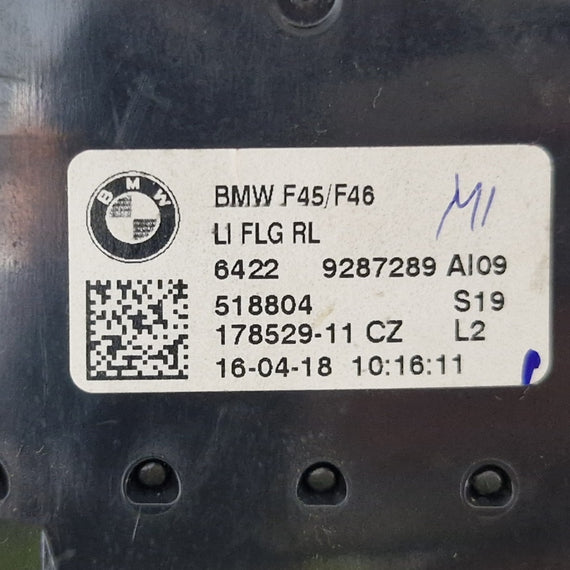 BMW
BMW F45/F46
LI FLG RL
6422 9287289 AI09
518804 S19
178529-11 CZ L2
16-04-18 10:16:11